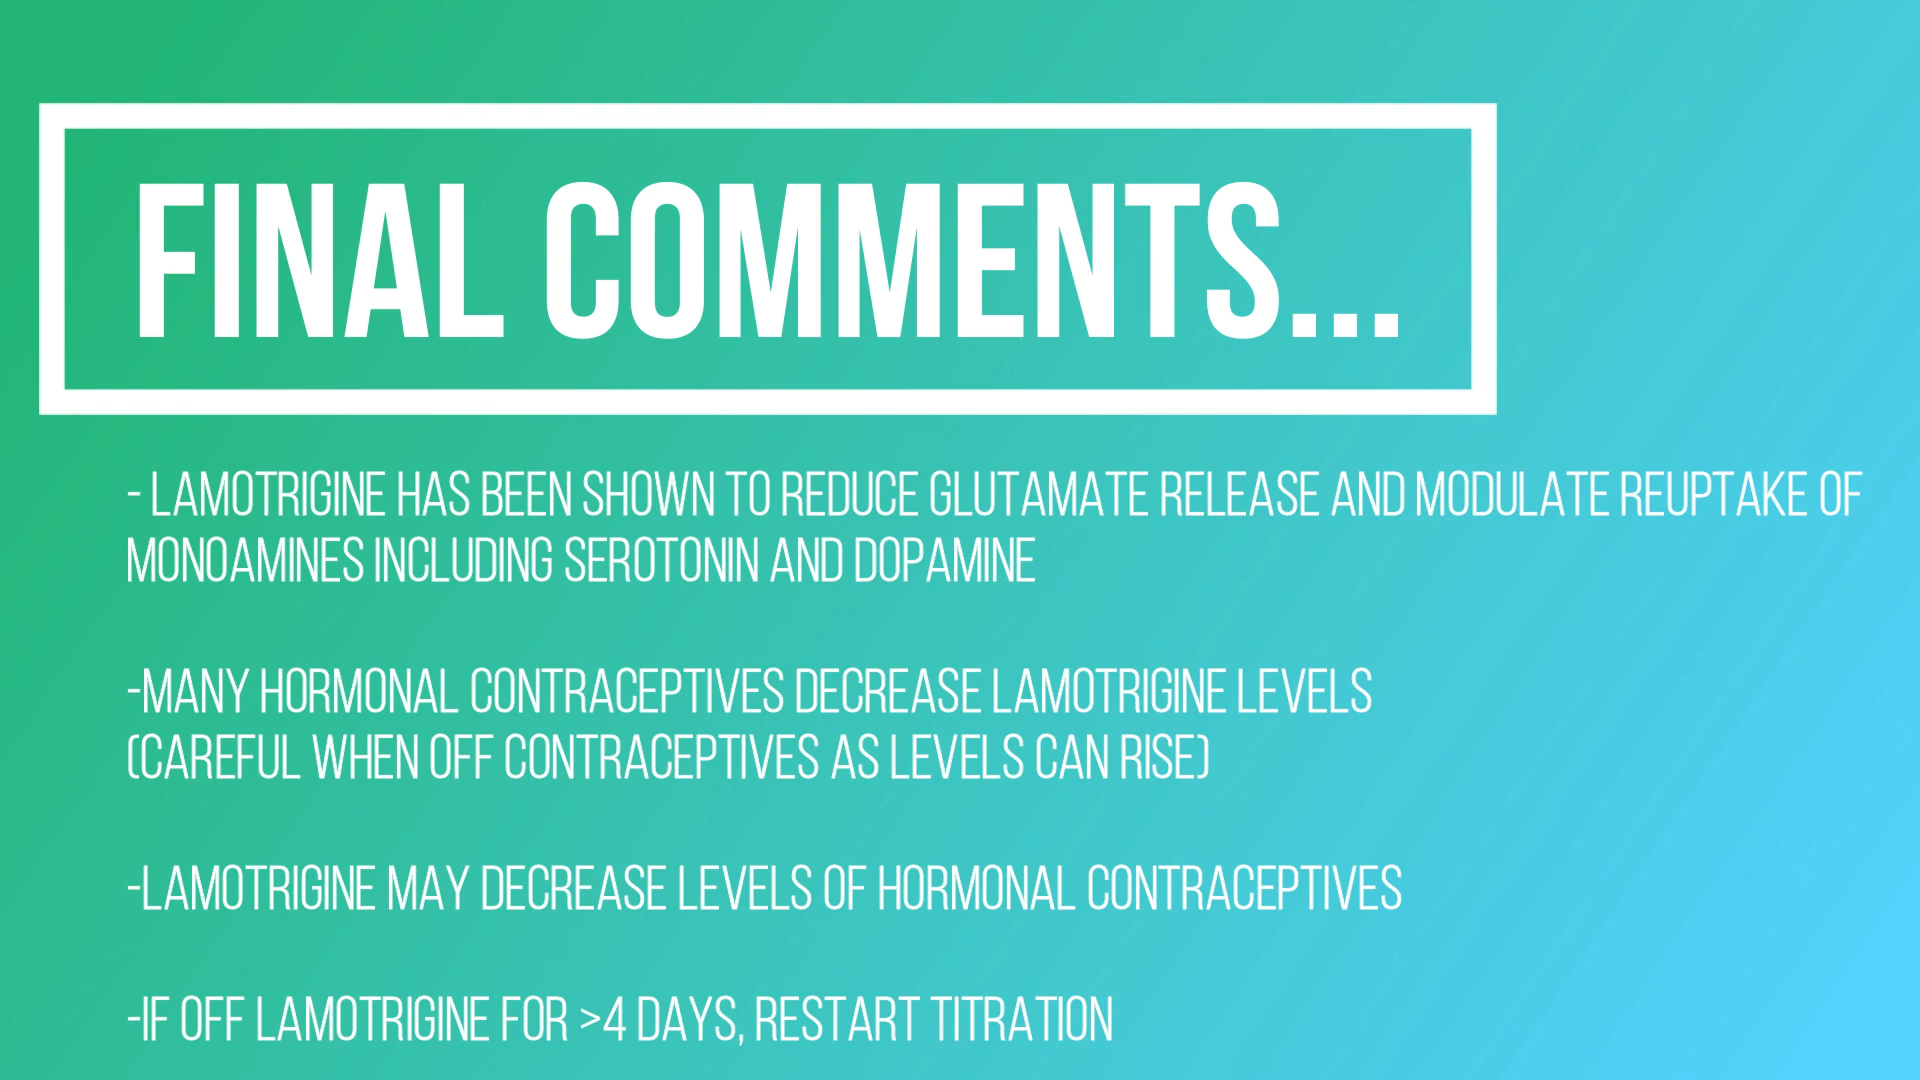 FINAL COMMENTS...
- LAMOTRIGINE HAS BEEN SHOWN TO REDUCE GLUTAMATE RELEASE AND MODULATE REUPTAKE OF
MONOAMINES INCLUDING SEROTONIN AND DOPAMINE
-MANY HORMONAL CONTRACEPTIVES DECREASE LAMOTRIGINE LEVELS
(CAREFUL WHEN OFF CONTRACEPTIVES AS LEVELS CAN RISE)
-LAMOTRIGINE MAY DECREASE LEVELS OF HORMONAL CONTRACEPTIVES
-IF OFF LAMOTRIGINE FOR >4 DAYS, RESTART TITRATION